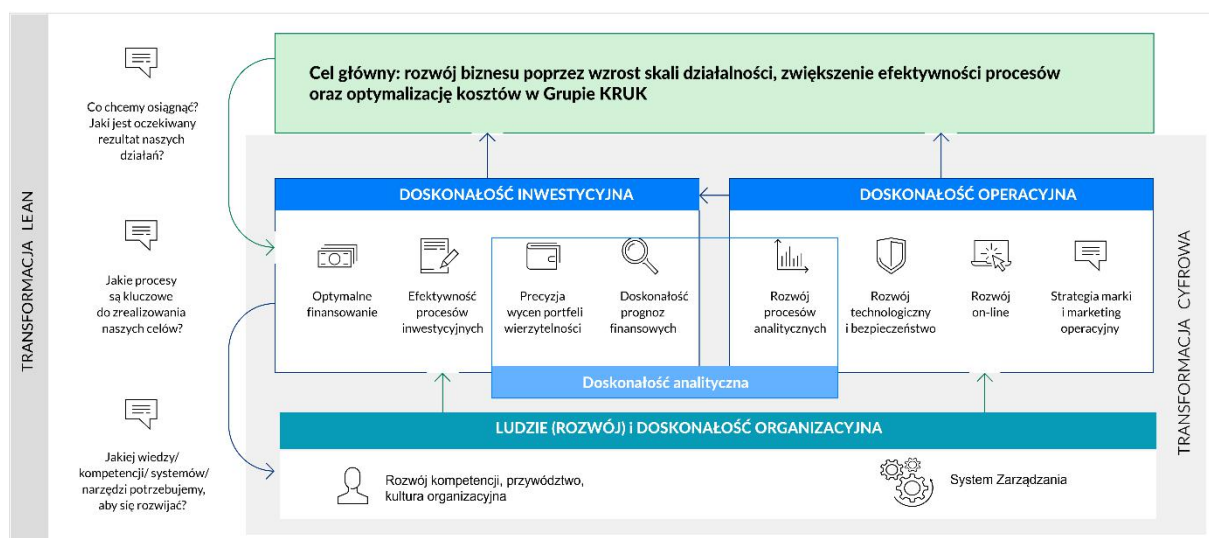 TRANSFORMACJA LEAN
Co chcemy osiągnąć?
Jaki jest oczekiwany
rezultat naszych
działań?
Cel główny: rozwój biznesu poprzez wzrost skali działalności, zwiększenie efektywności procesów
oraz optymalizację kosztów w Grupie KRUK
Jakie procesy
są kluczowe
do zrealizowania
naszych celów?
DOSKONAŁOŚĆ INWESTYCYJNA
Optymalne
finansowanie
Efektywność
procesów
inwestycyjnych
Precyzja
wycen portfeli
wierzytelności
Doskonałość
prognoz
finansowych
DOSKONAŁOŚĆ OPERACYJNA
Rozwój
procesów
analitycznych
Rozwój
technologiczny
i bezpieczeństwo
Rozwój
on-line
Strategia marki
i marketing
operacyjny
Doskonałość analityczna
Jakiej wiedzy/
kompetencji/ systemów/
narzędzi potrzebujemy,
aby się rozwijać?
LUDZIE (ROZWÓJ) i DOSKONAŁOŚĆ ORGANIZACYJNA
Rozwój kompetencji, przywództwo,
kultura organizacyjna
System Zarządzania
TRANSFORMACJA CYFROWA